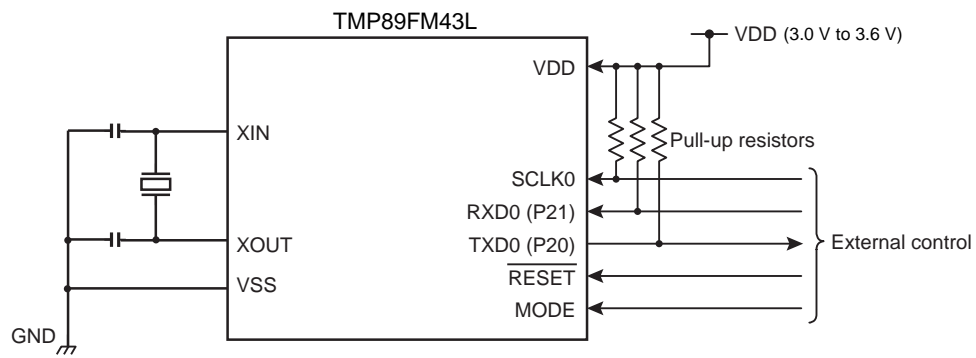 TMP89FM43L
VDD (3.0 V to 3.6 V)
VDD
XIN
Pull-up resistors
SCLK0
RXD0 (P21)
XOUT
TXD0 (P20)
External control
RESET
VSS
MODE
GND